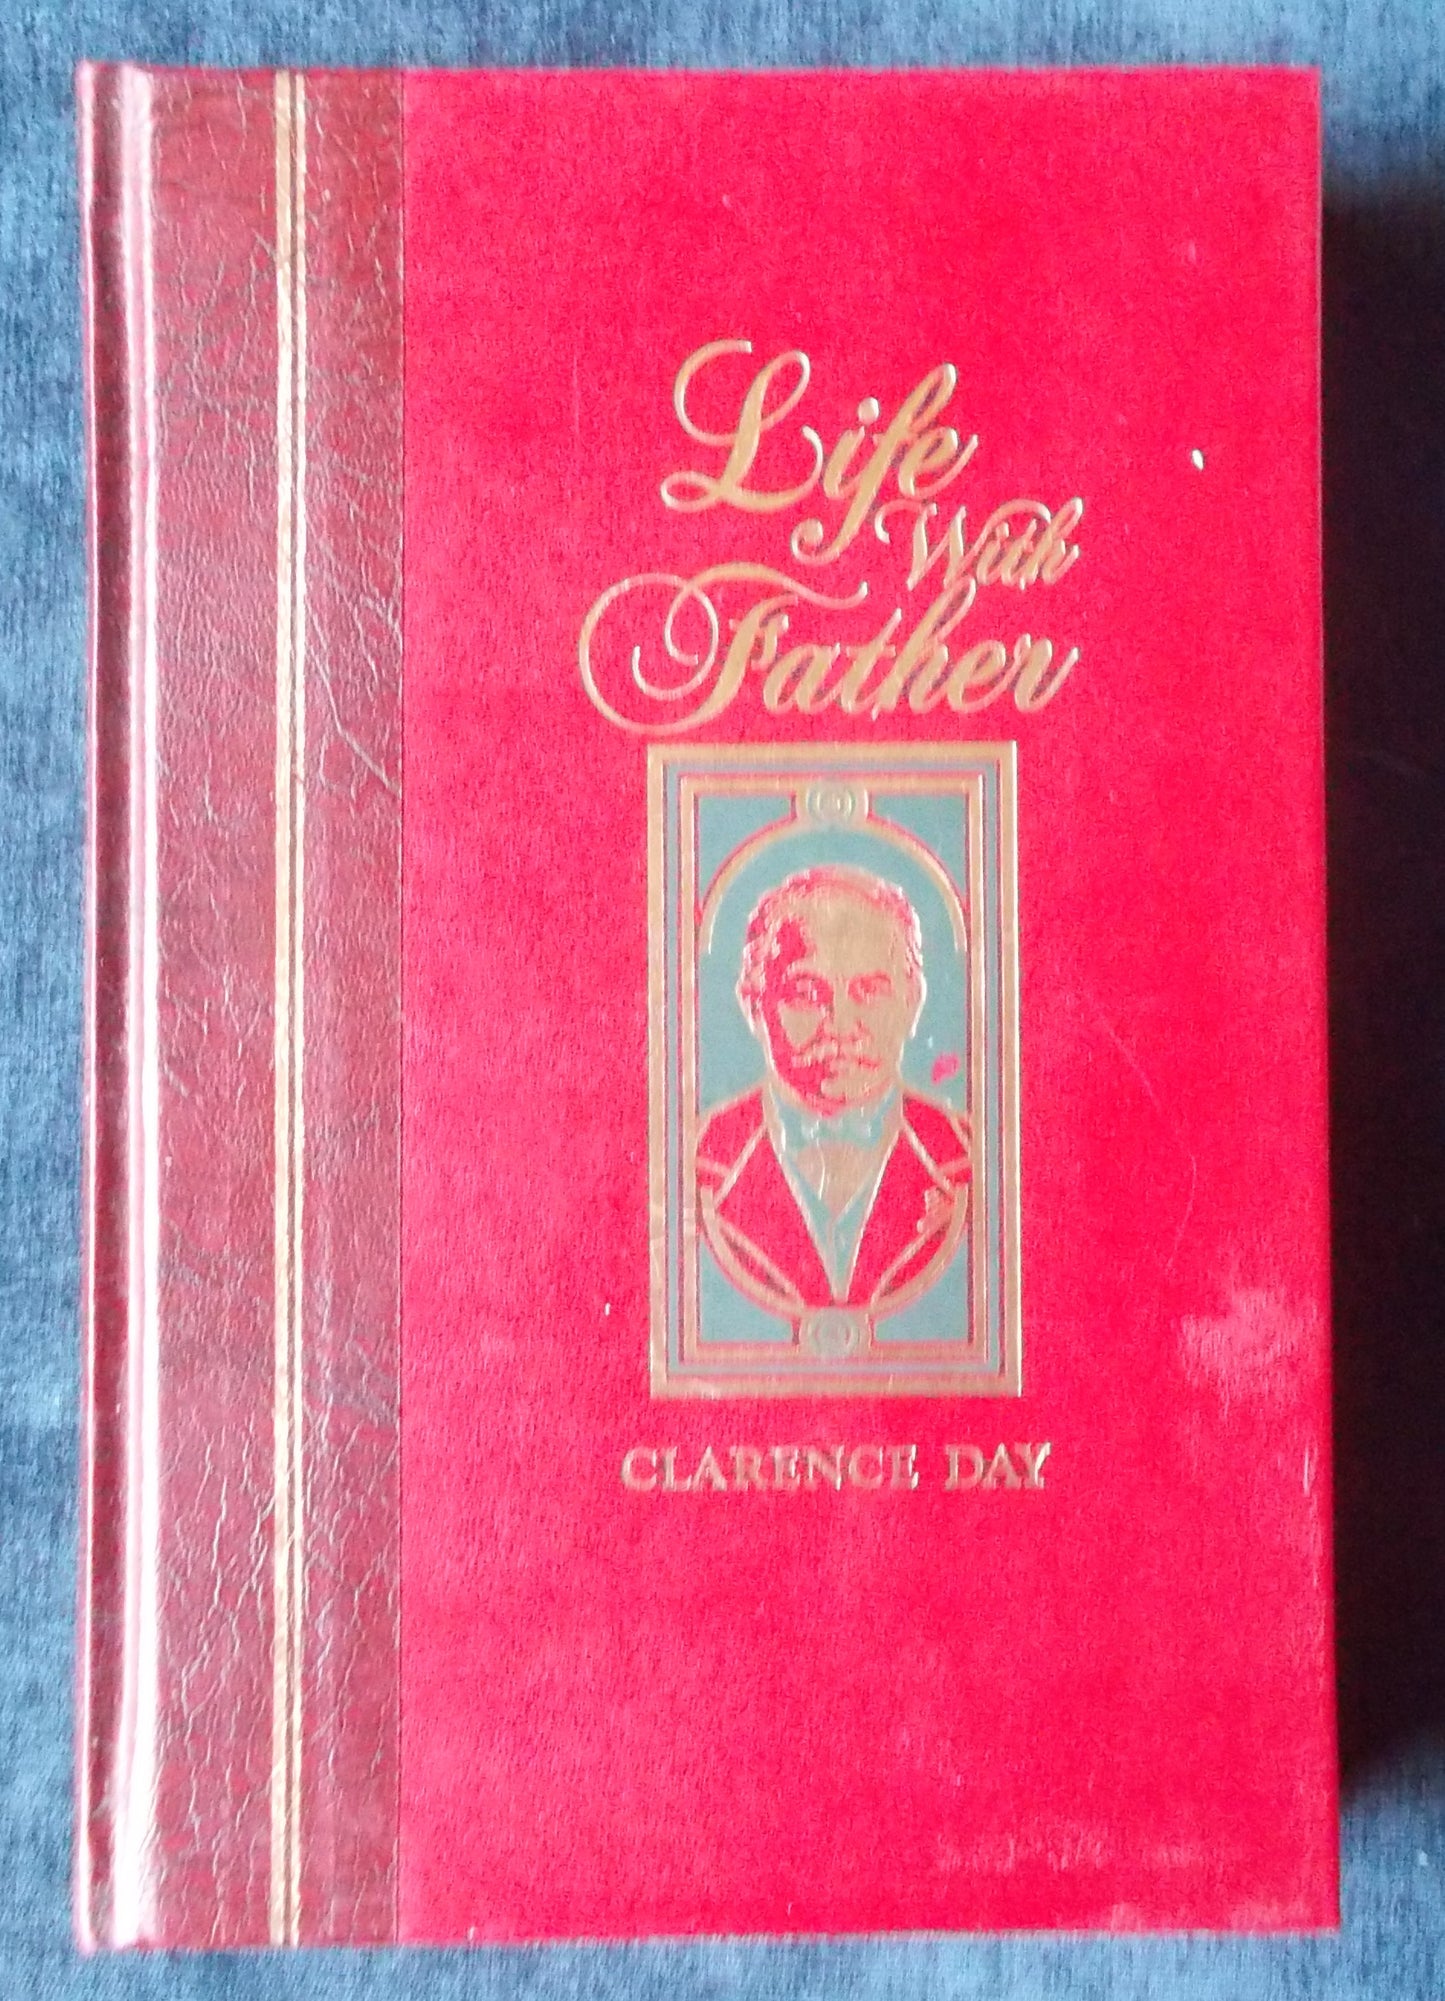 Life
With
Father
CLARENCE DAY